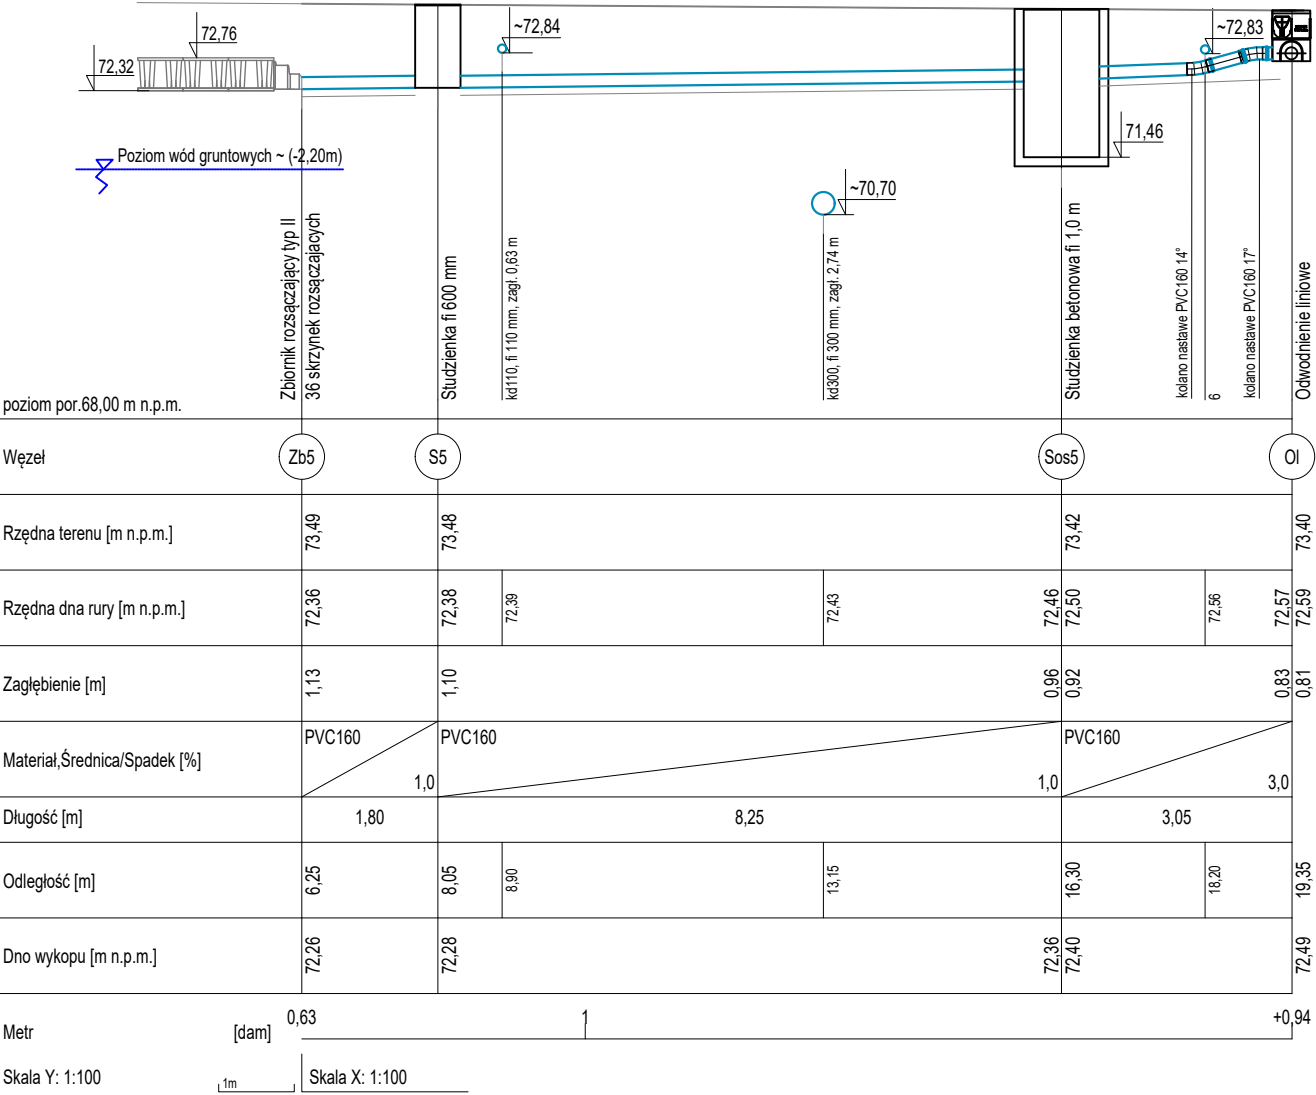 72,76
72,32
~72,84
~72,83
71,46
~70,70
Poziom wód gruntowych ~ (-2,20m)
Zbiornik rozsączający typ II
36 skrzynek rozsączajacych
Studzienka fi 600 mm
kd110, fi 110 mm, zagł. 0,63 m
kd300, fi 300 mm, zagł. 2,74 m
Studzienka betonowa fi 1,0 m
kolano nastawe PVC160 14°
6
kolano nastawe PVC160 17°
Odwodnienie liniowe
poziom por.68,00 m n.p.m.
Węzeł Zb5 S5 Sos5 Ol
Rzędna terenu [m n.p.m.] 73,49 73,48 73,42 73,40
Rzędna dna rury [m n.p.m.] 72,36 72,38 72,39 72,43 72,46 72,50 72,56 72,57 72,59
Zagłębienie [m] 1,13 1,10 0,96 0,92 0,83 0,81
Materiał,Średnica/Spadek [%] PVC160 1,0 PVC160 1,0 PVC160 3,0
Długość [m] 1,80 8,25 3,05
Odległość [m] 6,25 8,05 8,90 13,15 16,30 18,20 19,35
Dno wykopu [m n.p.m.] 72,26 72,28 72,36 72,40 72,49
Metr [dam] 0,63 1 +0,94
Skala Y: 1:100 1m Skala X: 1:100